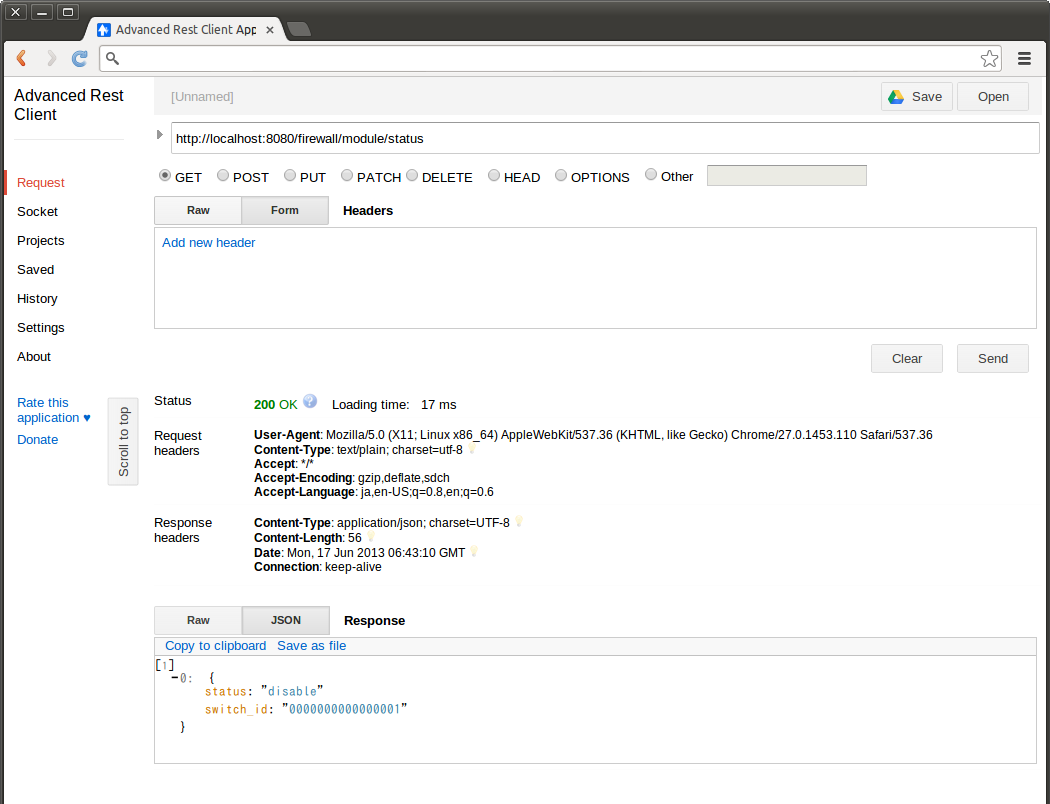 Advanced Rest Client App
Advanced Rest
Client
[Unnamed]
Save
Open
http://localhost:8080/firewall/module/status
GET POST PUT PATCH DELETE HEAD OPTIONS Other
Raw Form Headers
Add new header
Request
Socket
Projects
Saved
History
Settings
About
Rate this
application ♥
Donate
Scroll to top
Clear
Send
Status
200 OK ? Loading time: 17 ms
Request
headers
User-Agent: Mozilla/5.0 (X11; Linux x86_64) AppleWebKit/537.36 (KHTML, like Gecko) Chrome/27.0.1453.110 Safari/537.36
Content-Type: text/plain; charset=utf-8
Accept: */*
Accept-Encoding: gzip,deflate,sdch
Accept-Language: ja,en-US;q=0.8,en;q=0.6
Response
headers
Content-Type: application/json; charset=UTF-8
Content-Length: 56
Date: Mon, 17 Jun 2013 06:43:10 GMT
Connection: keep-alive
Raw JSON Response
Copy to clipboard Save as file
[1]
-0: {
status: "disable"
switch_id: "0000000000000001"
}